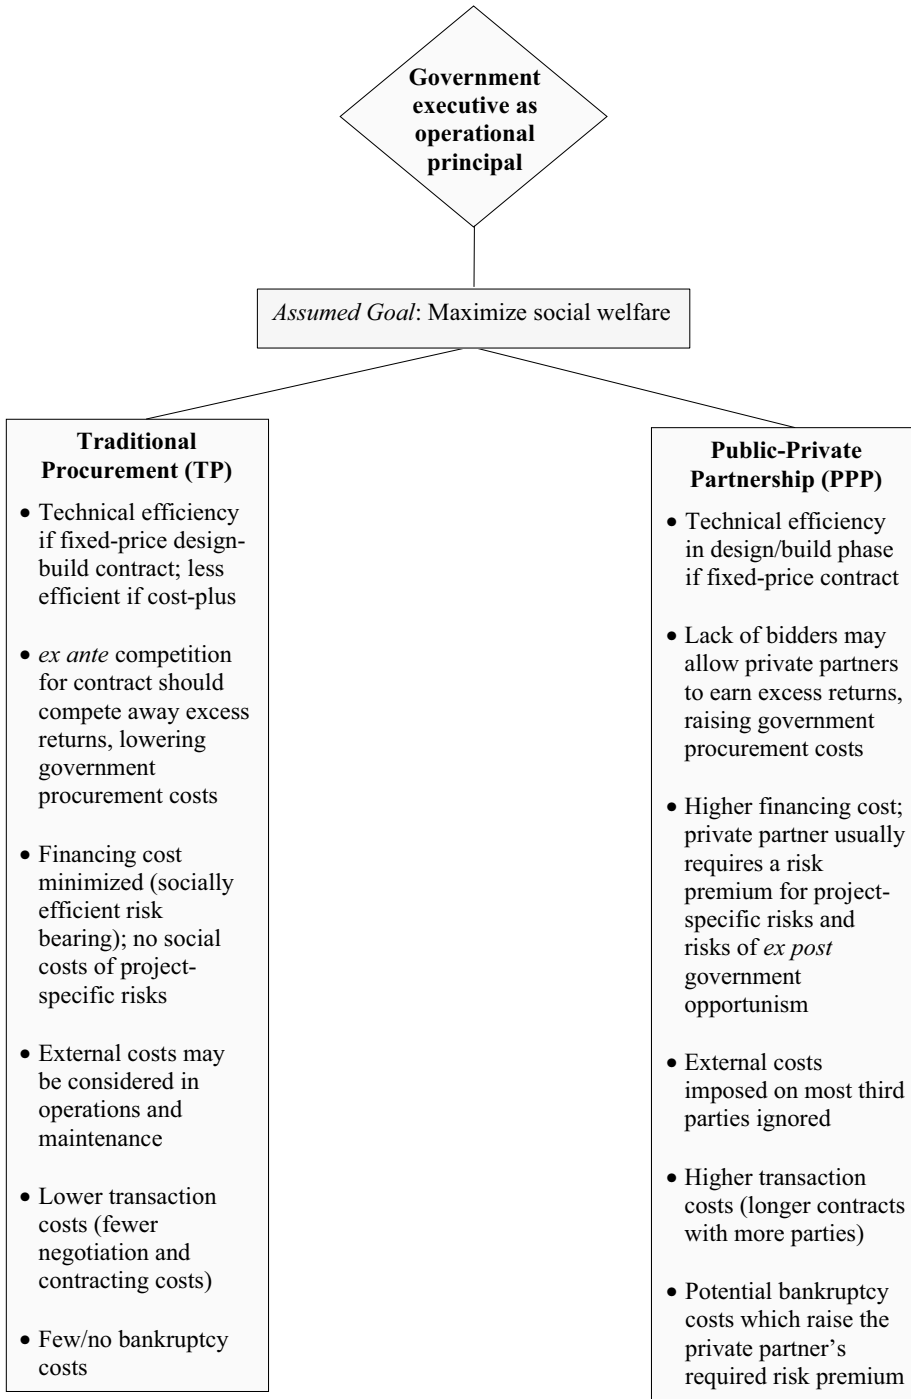 Government
executive as
operational
principal
Assumed Goal: Maximize social welfare
Traditional
Procurement (TP)
• Technical efficiency
if fixed-price design-
build contract; less
efficient if cost-plus
• ex ante competition
for contract should
compete away excess
returns, lowering
government
procurement costs
• Financing cost
minimized (socially
efficient risk
bearing); no social
costs of project-
specific risks
• External costs may
be considered in
operations and
maintenance
• Lower transaction
costs (fewer
negotiation and
contracting costs)
• Few/no bankruptcy
costs
Public-Private
Partnership (PPP)
• Technical efficiency
in design/build phase
if fixed-price contract
• Lack of bidders may
allow private partners
to earn excess returns,
raising government
procurement costs
• Higher financing cost;
private partner usually
requires a risk
premium for project-
specific risks and
risks of ex post
government
opportunism
• External costs
imposed on most third
parties ignored
• Higher transaction
costs (longer contracts
with more parties)
• Potential bankruptcy
costs which raise the
private partner’s
required risk premium